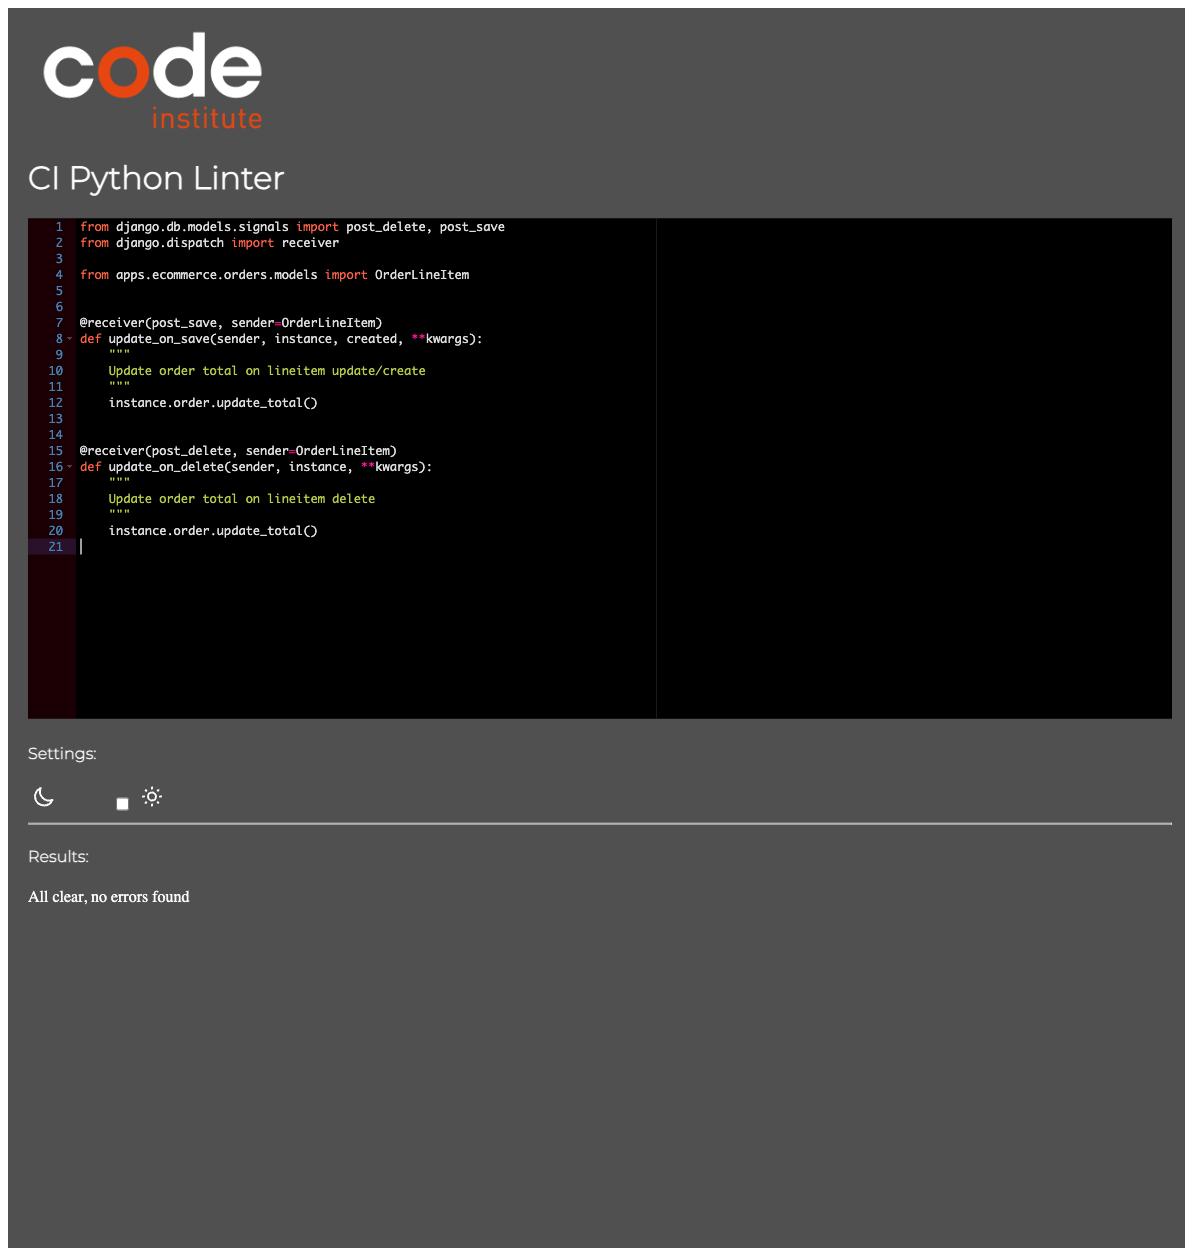 code
institute
CI Python Linter
1 from django.db.models.signals import post_delete, post_save
2 from django.dispatch import receiver
3
4 from apps.ecommerce.orders.models import OrderLineItem
5
6
7 @receiver(post_save, sender=OrderLineItem)
8 def update_on_save(sender, instance, created, **kwargs):
9     """
10     Update order total on lineitem update/create
11     """
12     instance.order.update_total()
13
14
15 @receiver(post_delete, sender=OrderLineItem)
16 def update_on_delete(sender, instance, **kwargs):
17     """
18     Update order total on lineitem delete
19     """
20     instance.order.update_total()
21
Settings:
Results:
All clear, no errors found